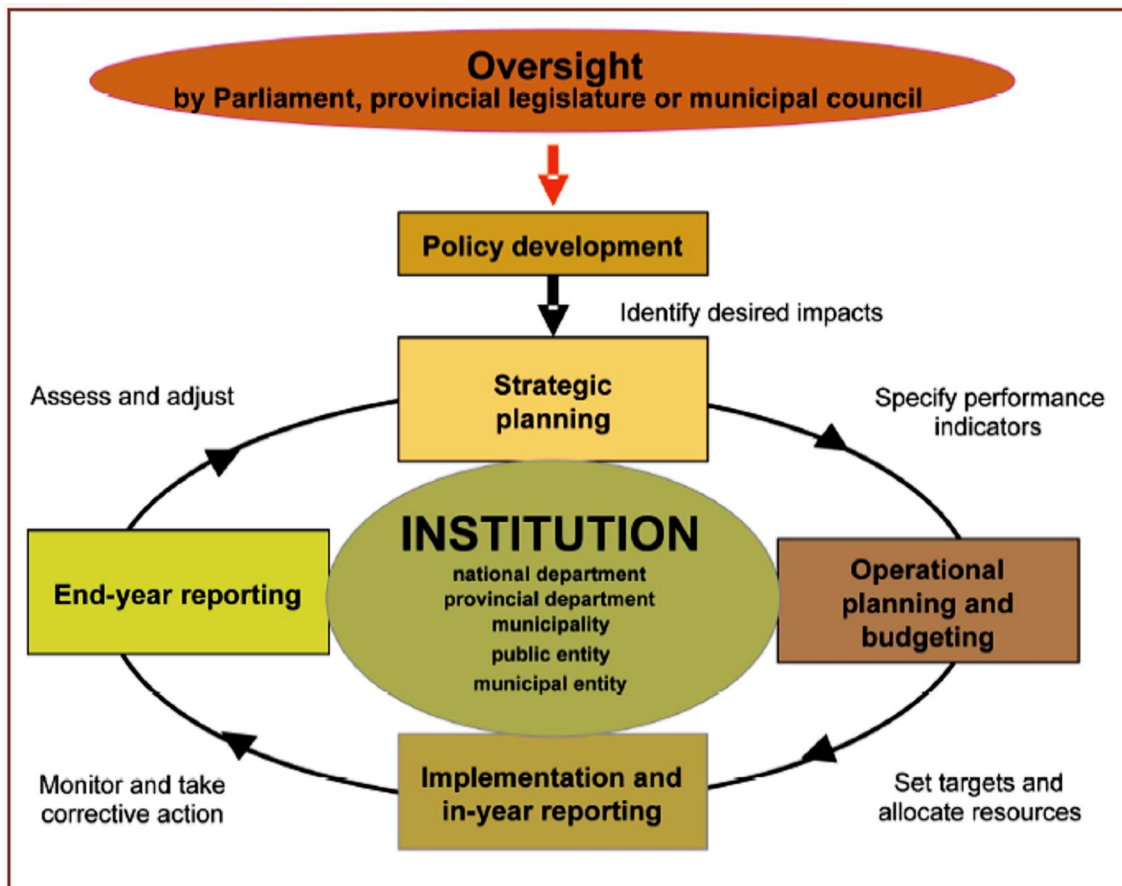 Oversight
by Parliament, provincial legislature or municipal council
Policy development
Identify desired impacts
Strategic
planning
Assess and adjust
Specify performance
indicators
INSTITUTION
national department
provincial department
municipality
public entity
municipal entity
End-year reporting
Operational
planning and
budgeting
Implementation and
in-year reporting
Monitor and take
corrective action
Set targets and
allocate resources